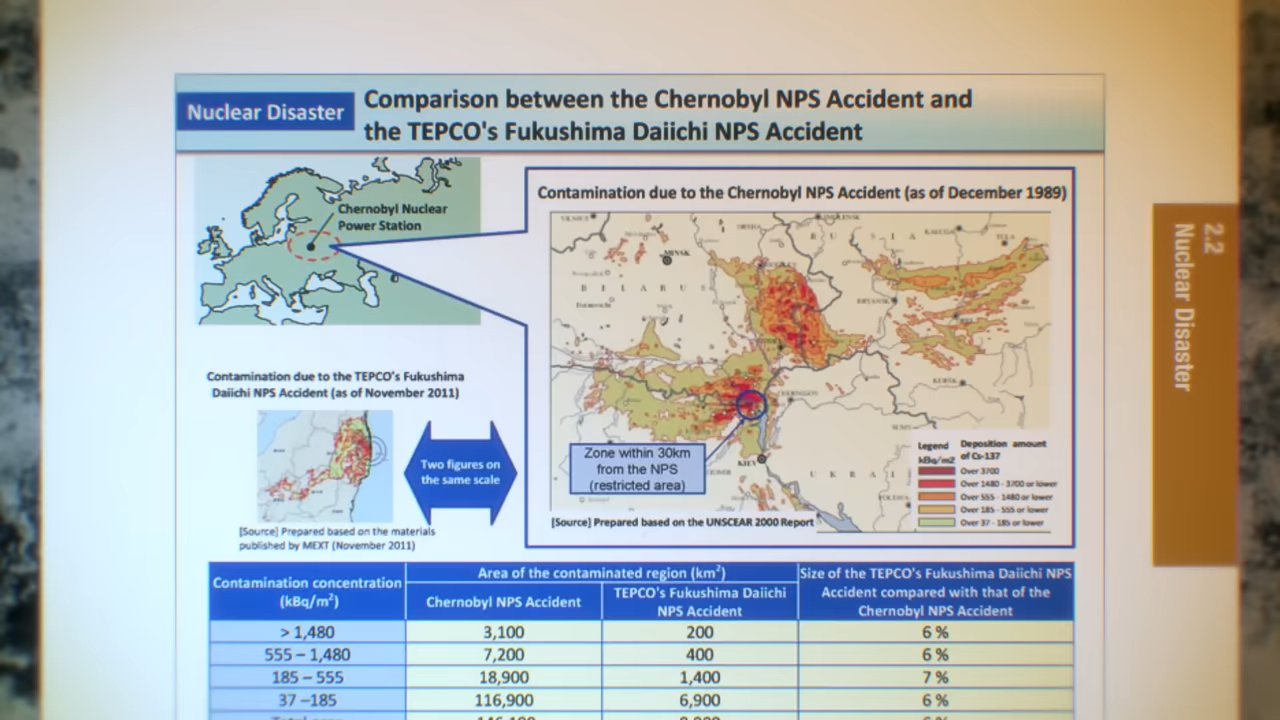 Nuclear Disaster
Comparison between the Chernobyl NPS Accident and
the TEPCO's Fukushima Daiichi NPS Accident
Chernobyl Nuclear
Power Station
Contamination due to the Chernobyl NPS Accident (as of December 1989)
MINSK
BELARUS
RUSSIA
BRYANSK
KURSK
KIEV
UKRAI
Zone within 30km
from the NPS
(restricted area)
Legend
kBq/m2
Deposition amount
of Cs-137
Over 3700
Over 1480 - 3700 or lower
Over 555 - 1480 or lower
Over 185 - 555 or lower
Over 37 - 185 or lower
[Source] Prepared based on the UNSCEAR 2000 Report
Contamination due to the TEPCO's Fukushima
Daiichi NPS Accident (as of November 2011)
Two figures on
the same scale
[Source] Prepared based on the materials
published by MEXT (November 2011)
Contamination concentration
(kBq/m²)
Area of the contaminated region (km²)
Chernobyl NPS Accident
TEPCO's Fukushima Daiichi
NPS Accident
Size of the TEPCO's Fukushima Daiichi NPS
Accident compared with that of the
Chernobyl NPS Accident
> 1,480 3,100 200 6 %
555 – 1,480 7,200 400 6 %
185 – 555 18,900 1,400 7 %
37 –185 116,900 6,900 6 %
2.2
Nuclear Disaster